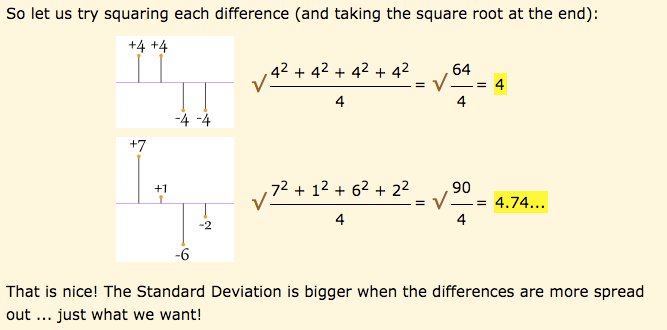 So let us try squaring each difference (and taking the square root at the end):
+4 +4
-4 -4
√ 4² + 4² + 4² + 4² / 4 = √ 64 / 4 = 4
+7
+1
-2
-6
√ 7² + 1² + 6² + 2² / 4 = √ 90 / 4 = 4.74...
That is nice! The Standard Deviation is bigger when the differences are more spread
out ... just what we want!